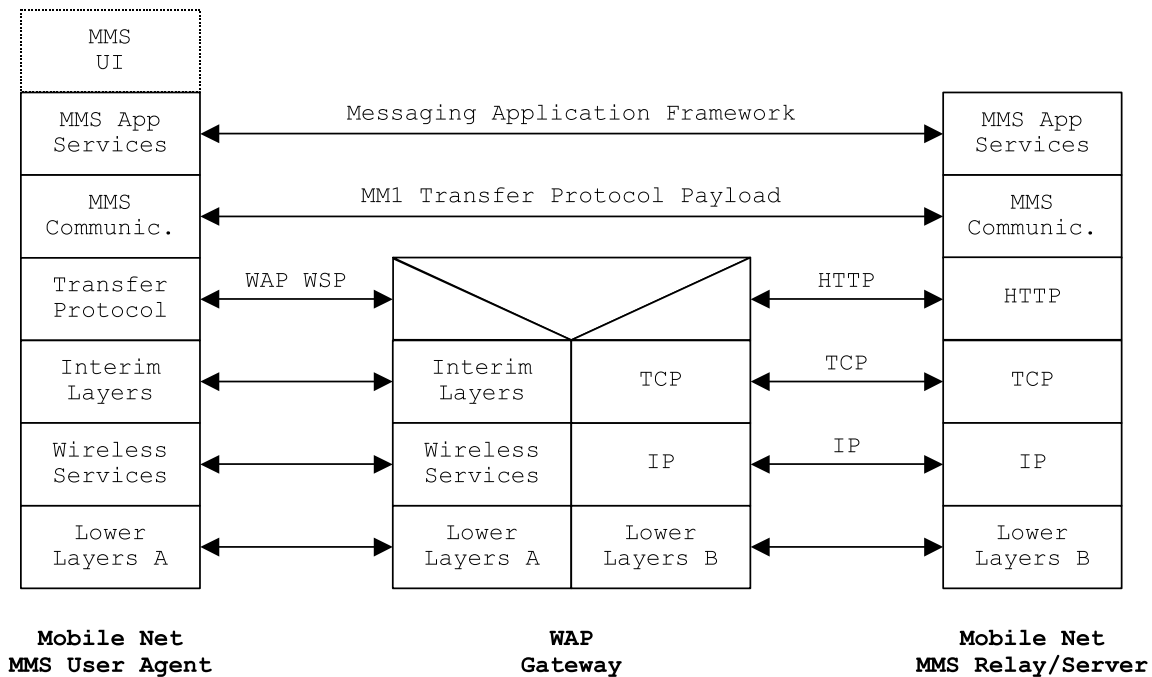 MMS
UI
MMS App
Services
Messaging Application Framework
MMS App
Services
MMS
Communic.
MM1 Transfer Protocol Payload
MMS
Communic.
Transfer
Protocol
WAP WSP
HTTP
HTTP
Interim
Layers
Interim
Layers
TCP
TCP
TCP
Wireless
Services
Wireless
Services
IP
IP
IP
Lower
Layers A
Lower
Layers A
Lower
Layers B
Lower
Layers B
Mobile Net
MMS User Agent
WAP
Gateway
Mobile Net
MMS Relay/Server